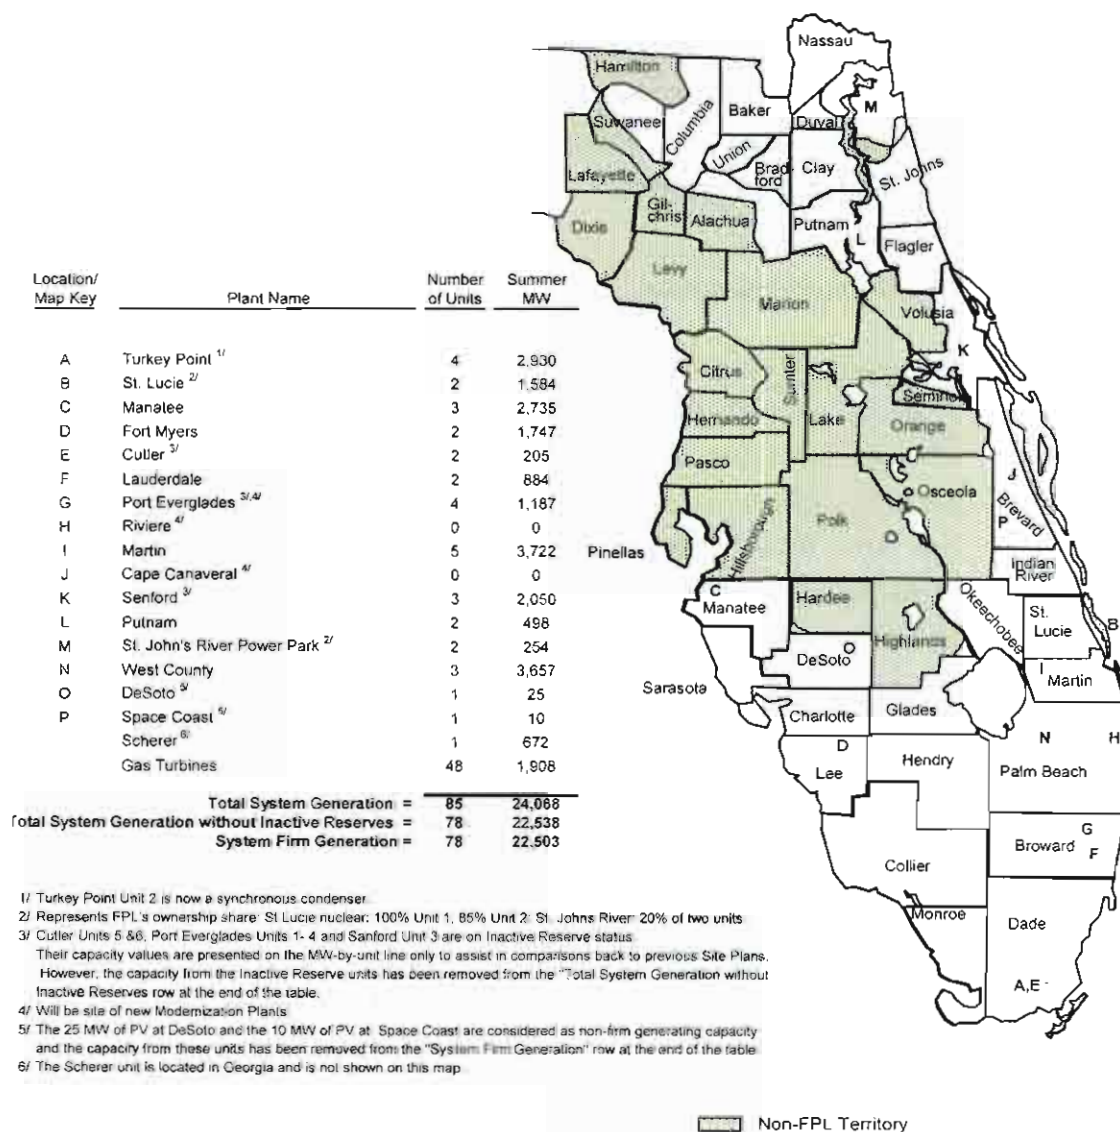 Location/ Map Key Plant Name Number of Units Summer MW
A Turkey Point 1/ 4 2,930
B St. Lucie 2/ 2 1,584
C Manatee 3 2,735
D Fort Myers 2 1,747
E Cutler 3/ 2 205
F Lauderdale 2 884
G Port Everglades 3/,4/ 4 1,187
H Riviere 4/ 0 0
I Martin 5 3,722
J Cape Canaveral 4/ 0 0
K Senford 3/ 3 2,050
L Putnam 2 498
M St. John's River Power Park 2/ 2 254
N West County 3 3,657
O DeSoto 5/ 1 25
P Space Coast 5/ 1 10
Scherer 6/ 1 672
Gas Turbines 48 1,908
Total System Generation = 85 24,068
Total System Generation without Inactive Reserves = 78 22,538
System Firm Generation = 78 22,503
1/ Turkey Point Unit 2 is now a synchronous condenser
2/ Represents FPL's ownership share: St Lucie nuclear: 100% Unit 1, 85% Unit 2: St. Johns River: 20% of two units
3/ Cutler Units 5 &6, Port Everglades Units 1- 4 and Sanford Unit 3 are on Inactive Reserve status
Their capacity values are presented on the MW-by-unit line only to assist in comparisons back to previous Site Plans.
However, the capacity from the Inactive Reserve units has been removed from the "Total System Generation without
Inactive Reserves row at the end of the table.
4/ Will be site of new Modernization Plants
5/ The 25 MW of PV at DeSoto and the 10 MW of PV at Space Coast are considered as non-firm generating capacity
and the capacity from these units has been removed from the "System Firm Generation" row at the end of the table
6/ The Scherer unit is located in Georgia and is not shown on this map
Nassau
Hamilton
Suwanee
Columbia
Baker
Duval
M
Union
Brad-
ford
Clay
St. Johns
Lafayette
Gil-
christ
Alachua
Putnam
L
Flagler
Dixie
Levy
Marion
Volusia
K
Citrus
Sumter
Seminole
Hernando
Lake
Orange
Pasco
Osceola
J
Brevard
P
Pinellas
Hillsborough
Polk
Indian
River
C
Manatee
Hardee
Highlands
Okeechobee
St.
Lucie
B
DeSoto O
I
Martin
Sarasota
Charlotte
Glades
D
Lee
Hendry
N
H
Palm Beach
G
Broward F
Collier
Monroe
Dade
A,E
Non-FPL Territory